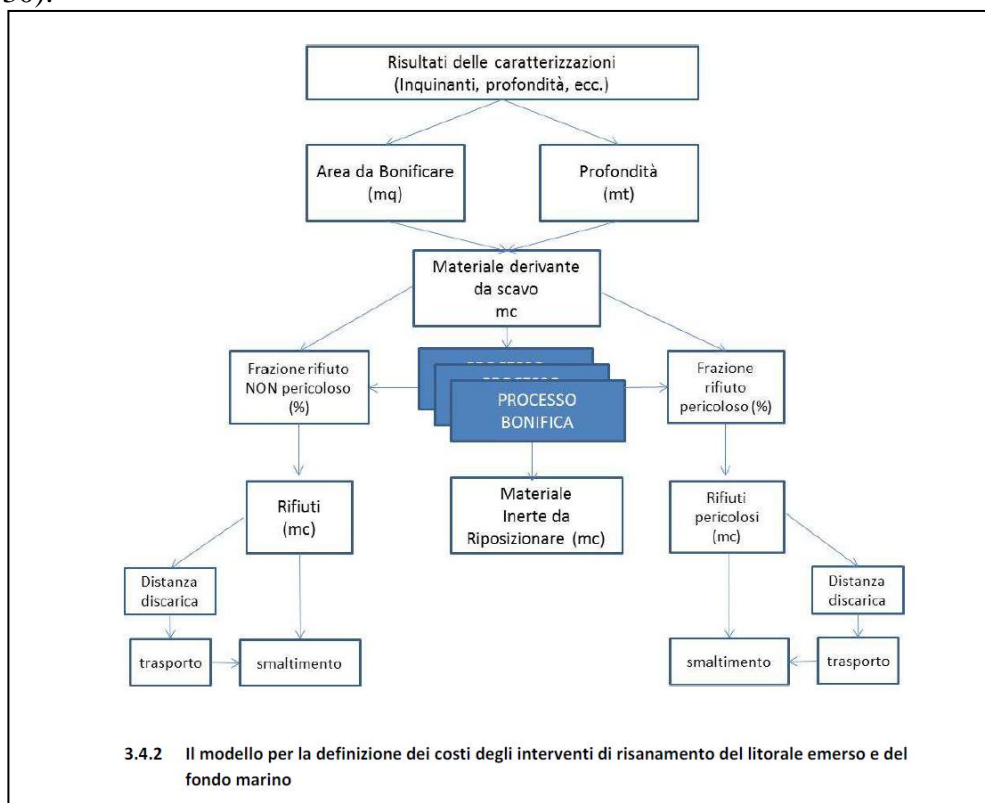 50).
Risultati delle caratterizzazioni
(Inquinanti, profondità, ecc.)
Area da Bonificare
(mq)
Profondità
(mt)
Materiale derivante
da scavo
mc
Frazione rifiuto
NON pericoloso
(%)
PROCESSO
PROCESSO
PROCESSO
BONIFICA
Frazione
rifiuto
pericoloso (%)
Rifiuti
(mc)
Materiale
Inerte da
Riposizionare (mc)
Rifiuti
pericolosi
(mc)
Distanza
discarica
Distanza
discarica
trasporto
smaltimento
smaltimento
trasporto
3.4.2 Il modello per la definizione dei costi degli interventi di risanamento del litorale emerso e del
fondo marino